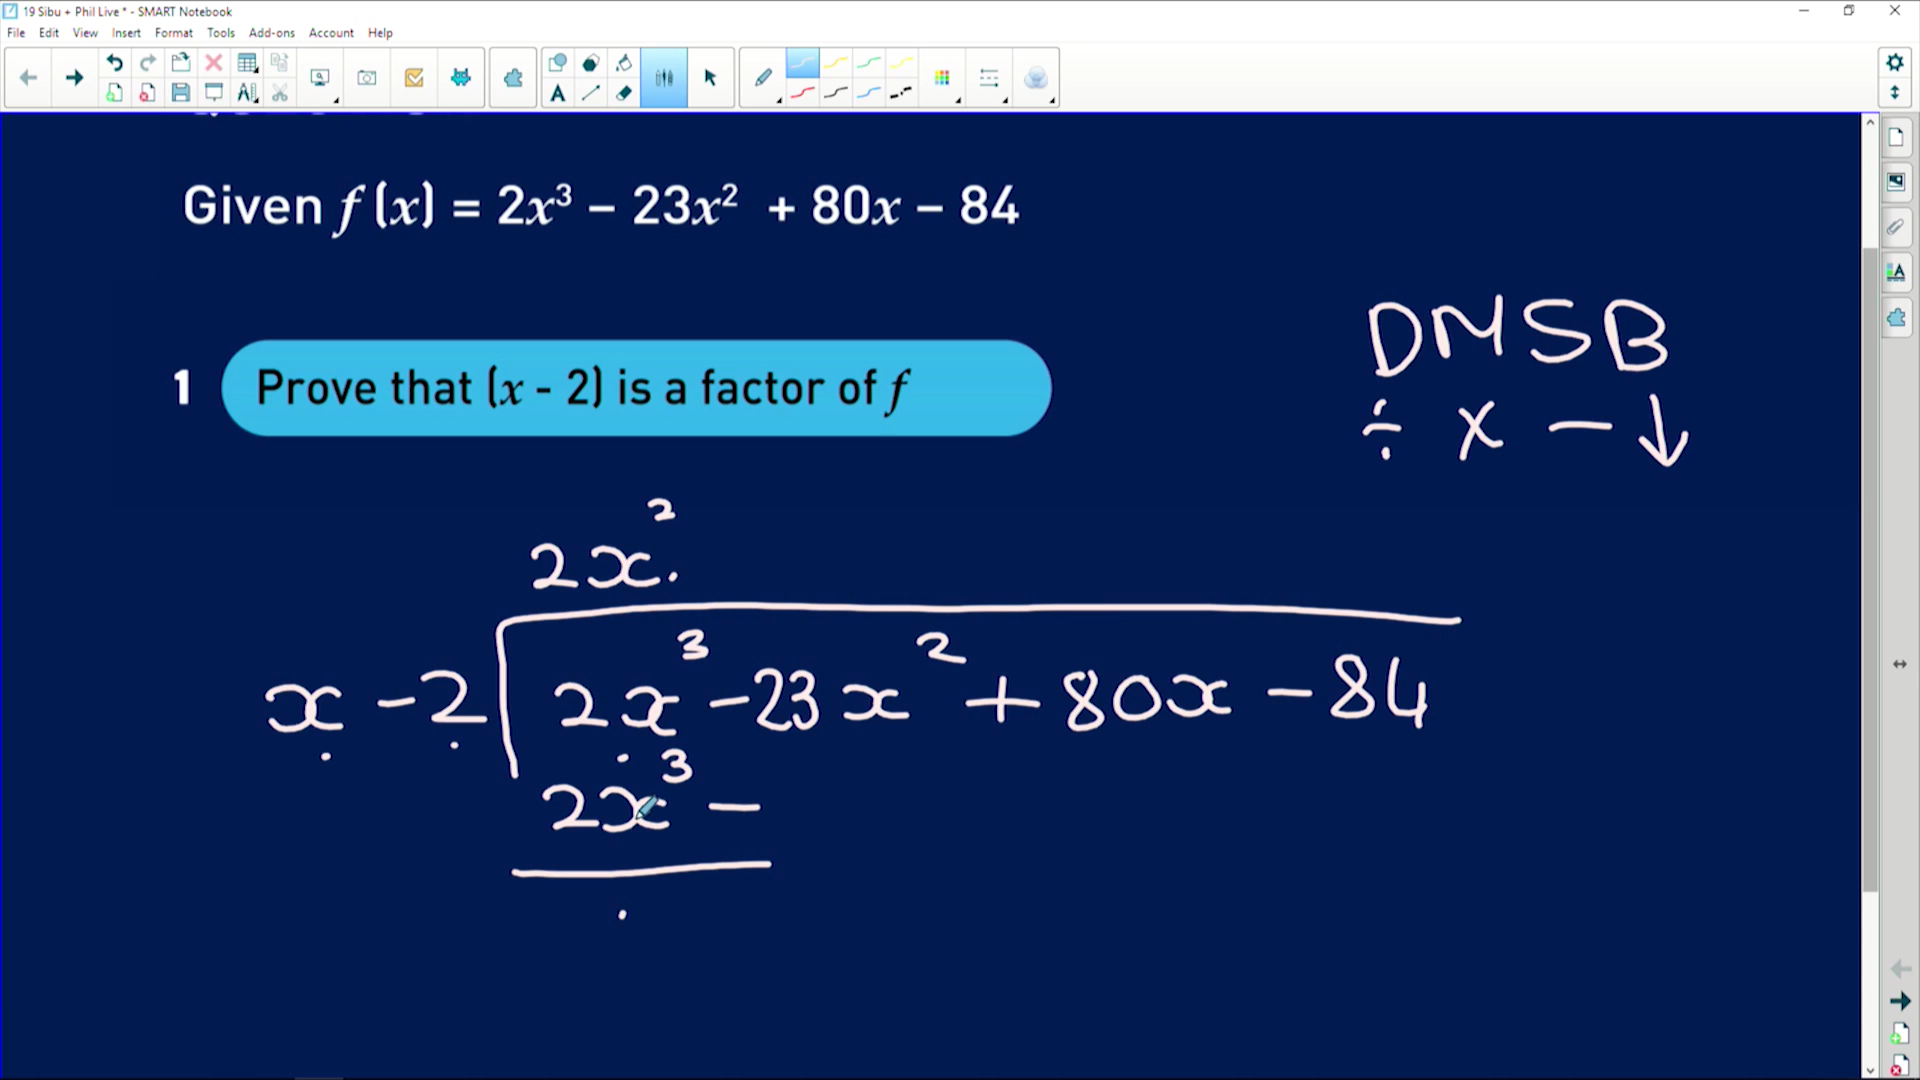 19 Sibu + Phil Live * - SMART Notebook
File Edit View Insert Format Tools Add-ons Account Help
Given f (x) = 2x³ – 23x² + 80x – 84
DMSB
÷ x – ↓
1 Prove that (x - 2) is a factor of f
2x².
x - 2 2x³ - 23x² + 80x - 84
2x³ -